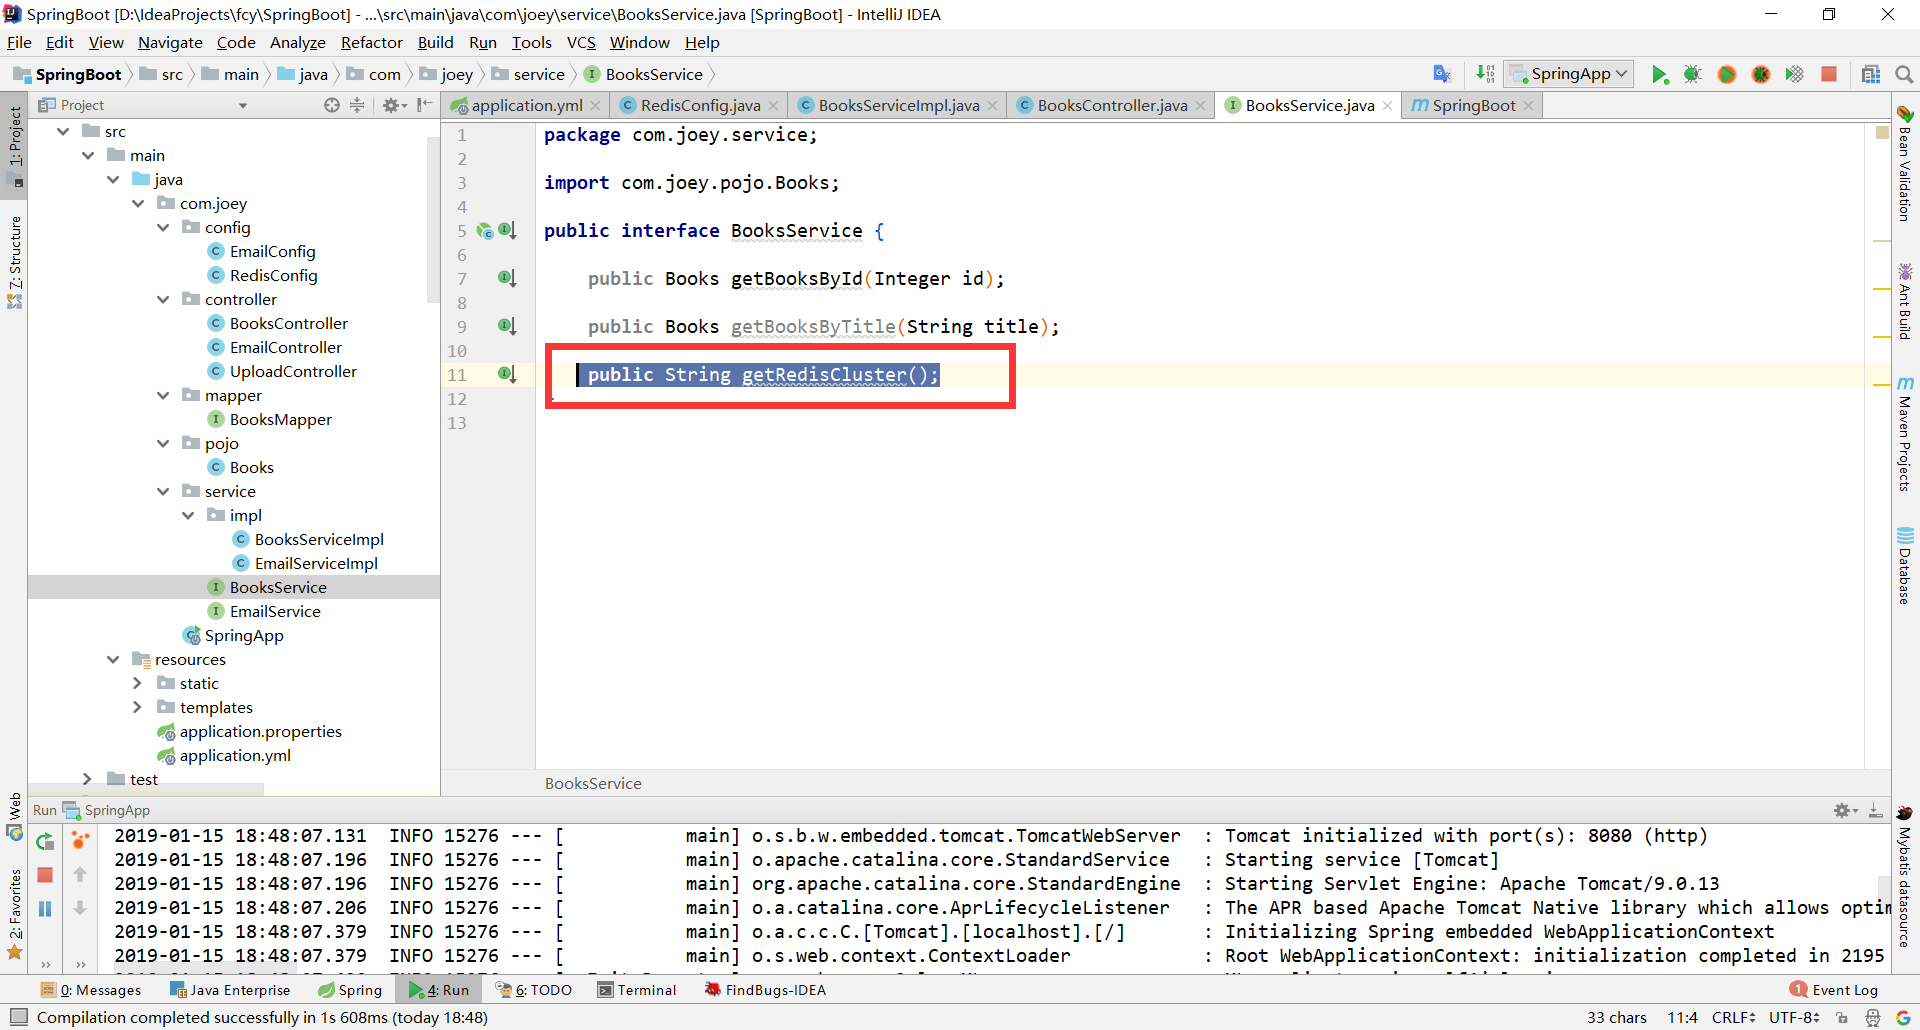 SpringBoot [D:\IdeaProjects\fcy\SpringBoot] - ...\src\main\java\com\joey\service\BooksService.java [SpringBoot] - IntelliJ IDEA
File Edit View Navigate Code Analyze Refactor Build Run Tools VCS Window Help
SpringBoot src main java com joey service BooksService
SpringApp
Project
application.yml RedisConfig.java BooksServiceImpl.java BooksController.java BooksService.java SpringBoot
1: Project
7: Structure
Web
2: Favorites
src
main
java
com.joey
config
EmailConfig
RedisConfig
controller
BooksController
EmailController
UploadController
mapper
BooksMapper
pojo
Books
service
impl
BooksServiceImpl
EmailServiceImpl
BooksService
EmailService
SpringApp
resources
static
templates
application.properties
application.yml
test
1 package com.joey.service;
2
3 import com.joey.pojo.Books;
4
5 public interface BooksService {
6
7 public Books getBooksById(Integer id);
8
9 public Books getBooksByTitle(String title);
10
11 public String getRedisCluster();
12
13
BooksService
Bean Validation
Ant Build
Maven Projects
Database
Mybatis datasource
Run SpringApp
2019-01-15 18:48:07.131 INFO 15276 --- [ main] o.s.b.w.embedded.tomcat.TomcatWebServer : Tomcat initialized with port(s): 8080 (http)
2019-01-15 18:48:07.196 INFO 15276 --- [ main] o.apache.catalina.core.StandardService : Starting service [Tomcat]
2019-01-15 18:48:07.196 INFO 15276 --- [ main] org.apache.catalina.core.StandardEngine : Starting Servlet Engine: Apache Tomcat/9.0.13
2019-01-15 18:48:07.206 INFO 15276 --- [ main] o.a.catalina.core.AprLifecycleListener : The APR based Apache Tomcat Native library which allows optim
2019-01-15 18:48:07.379 INFO 15276 --- [ main] o.a.c.c.C.[Tomcat].[localhost].[/] : Initializing Spring embedded WebApplicationContext
2019-01-15 18:48:07.379 INFO 15276 --- [ main] o.s.web.context.ContextLoader : Root WebApplicationContext: initialization completed in 2195
0: Messages Java Enterprise Spring 4: Run 6: TODO Terminal FindBugs-IDEA 1 Event Log
Compilation completed successfully in 1s 608ms (today 18:48) 33 chars 11:4 CRLF UTF-8